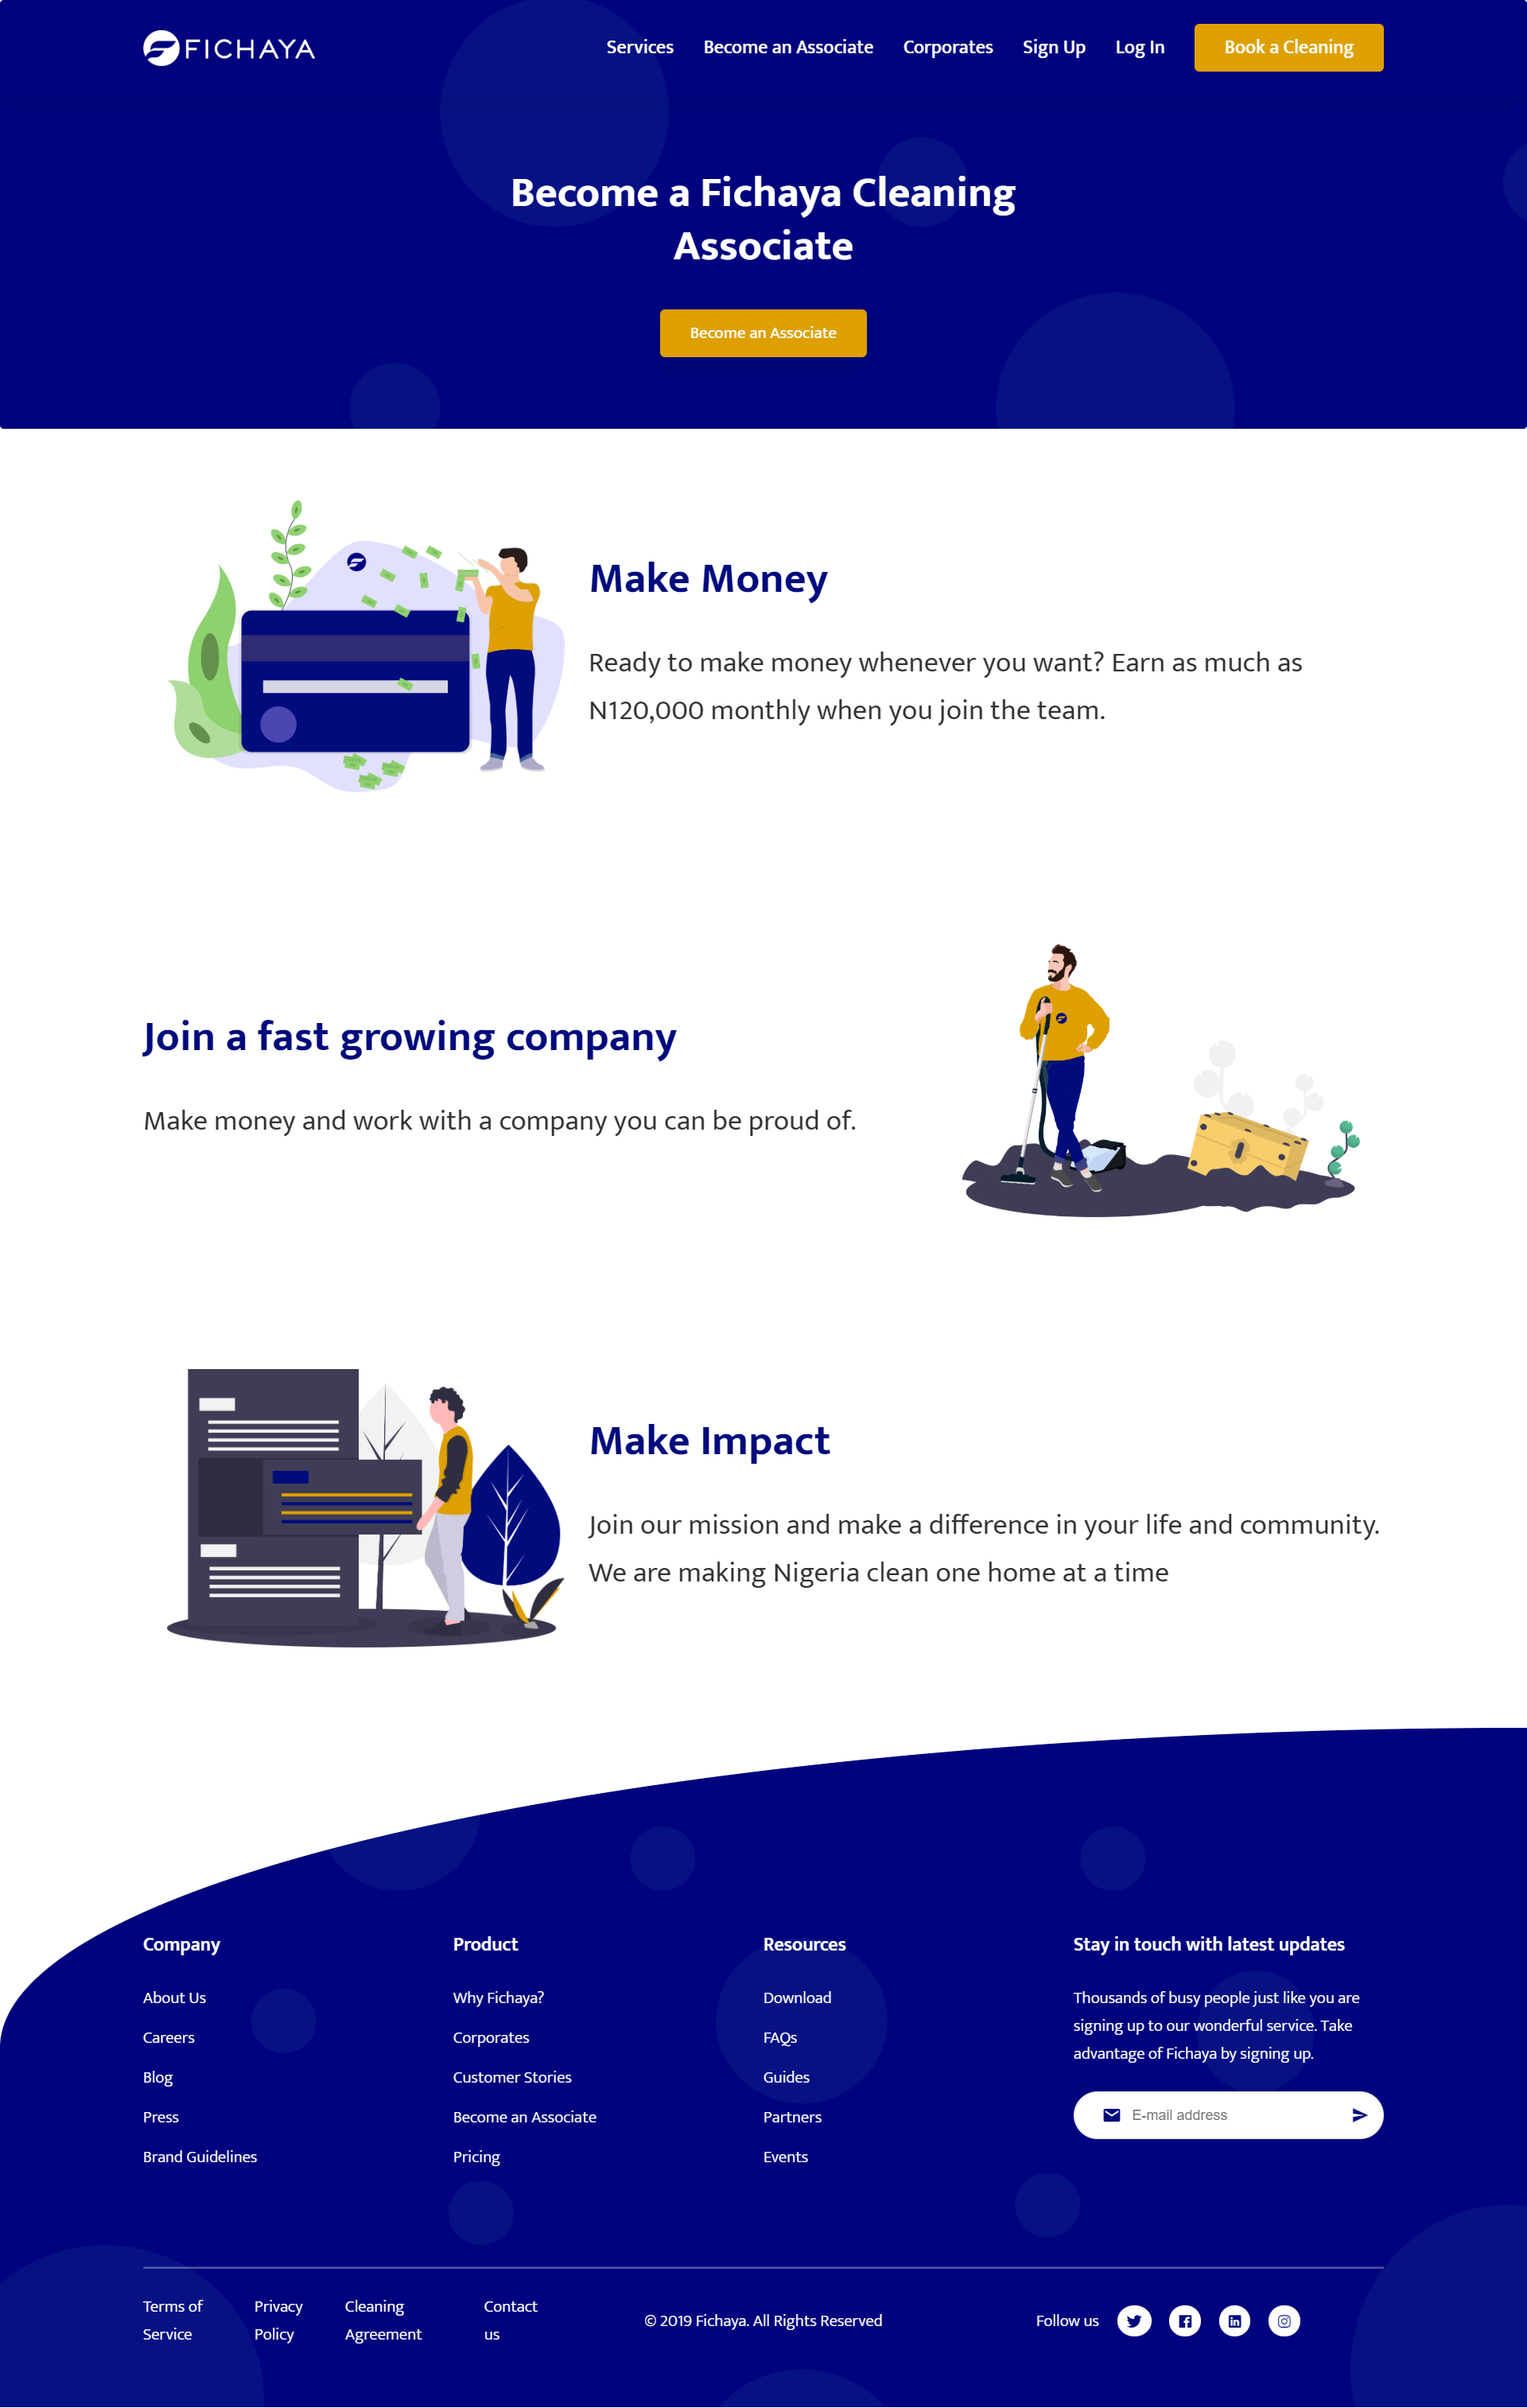 FICHAYA
Services
Become an Associate
Corporates
Sign Up
Log In
Book a Cleaning
Become a Fichaya Cleaning
Associate
Become an Associate
Make Money
Ready to make money whenever you want? Earn as much as
N120,000 monthly when you join the team.
Join a fast growing company
Make money and work with a company you can be proud of.
Make Impact
Join our mission and make a difference in your life and community.
We are making Nigeria clean one home at a time
Company
About Us
Careers
Blog
Press
Brand Guidelines
Product
Why Fichaya?
Corporates
Customer Stories
Become an Associate
Pricing
Resources
Download
FAQs
Guides
Partners
Events
Stay in touch with latest updates
Thousands of busy people just like you are
signing up to our wonderful service. Take
advantage of Fichaya by signing up.
E-mail address
Terms of
Service
Privacy
Policy
Cleaning
Agreement
Contact
us
© 2019 Fichaya. All Rights Reserved
Follow us